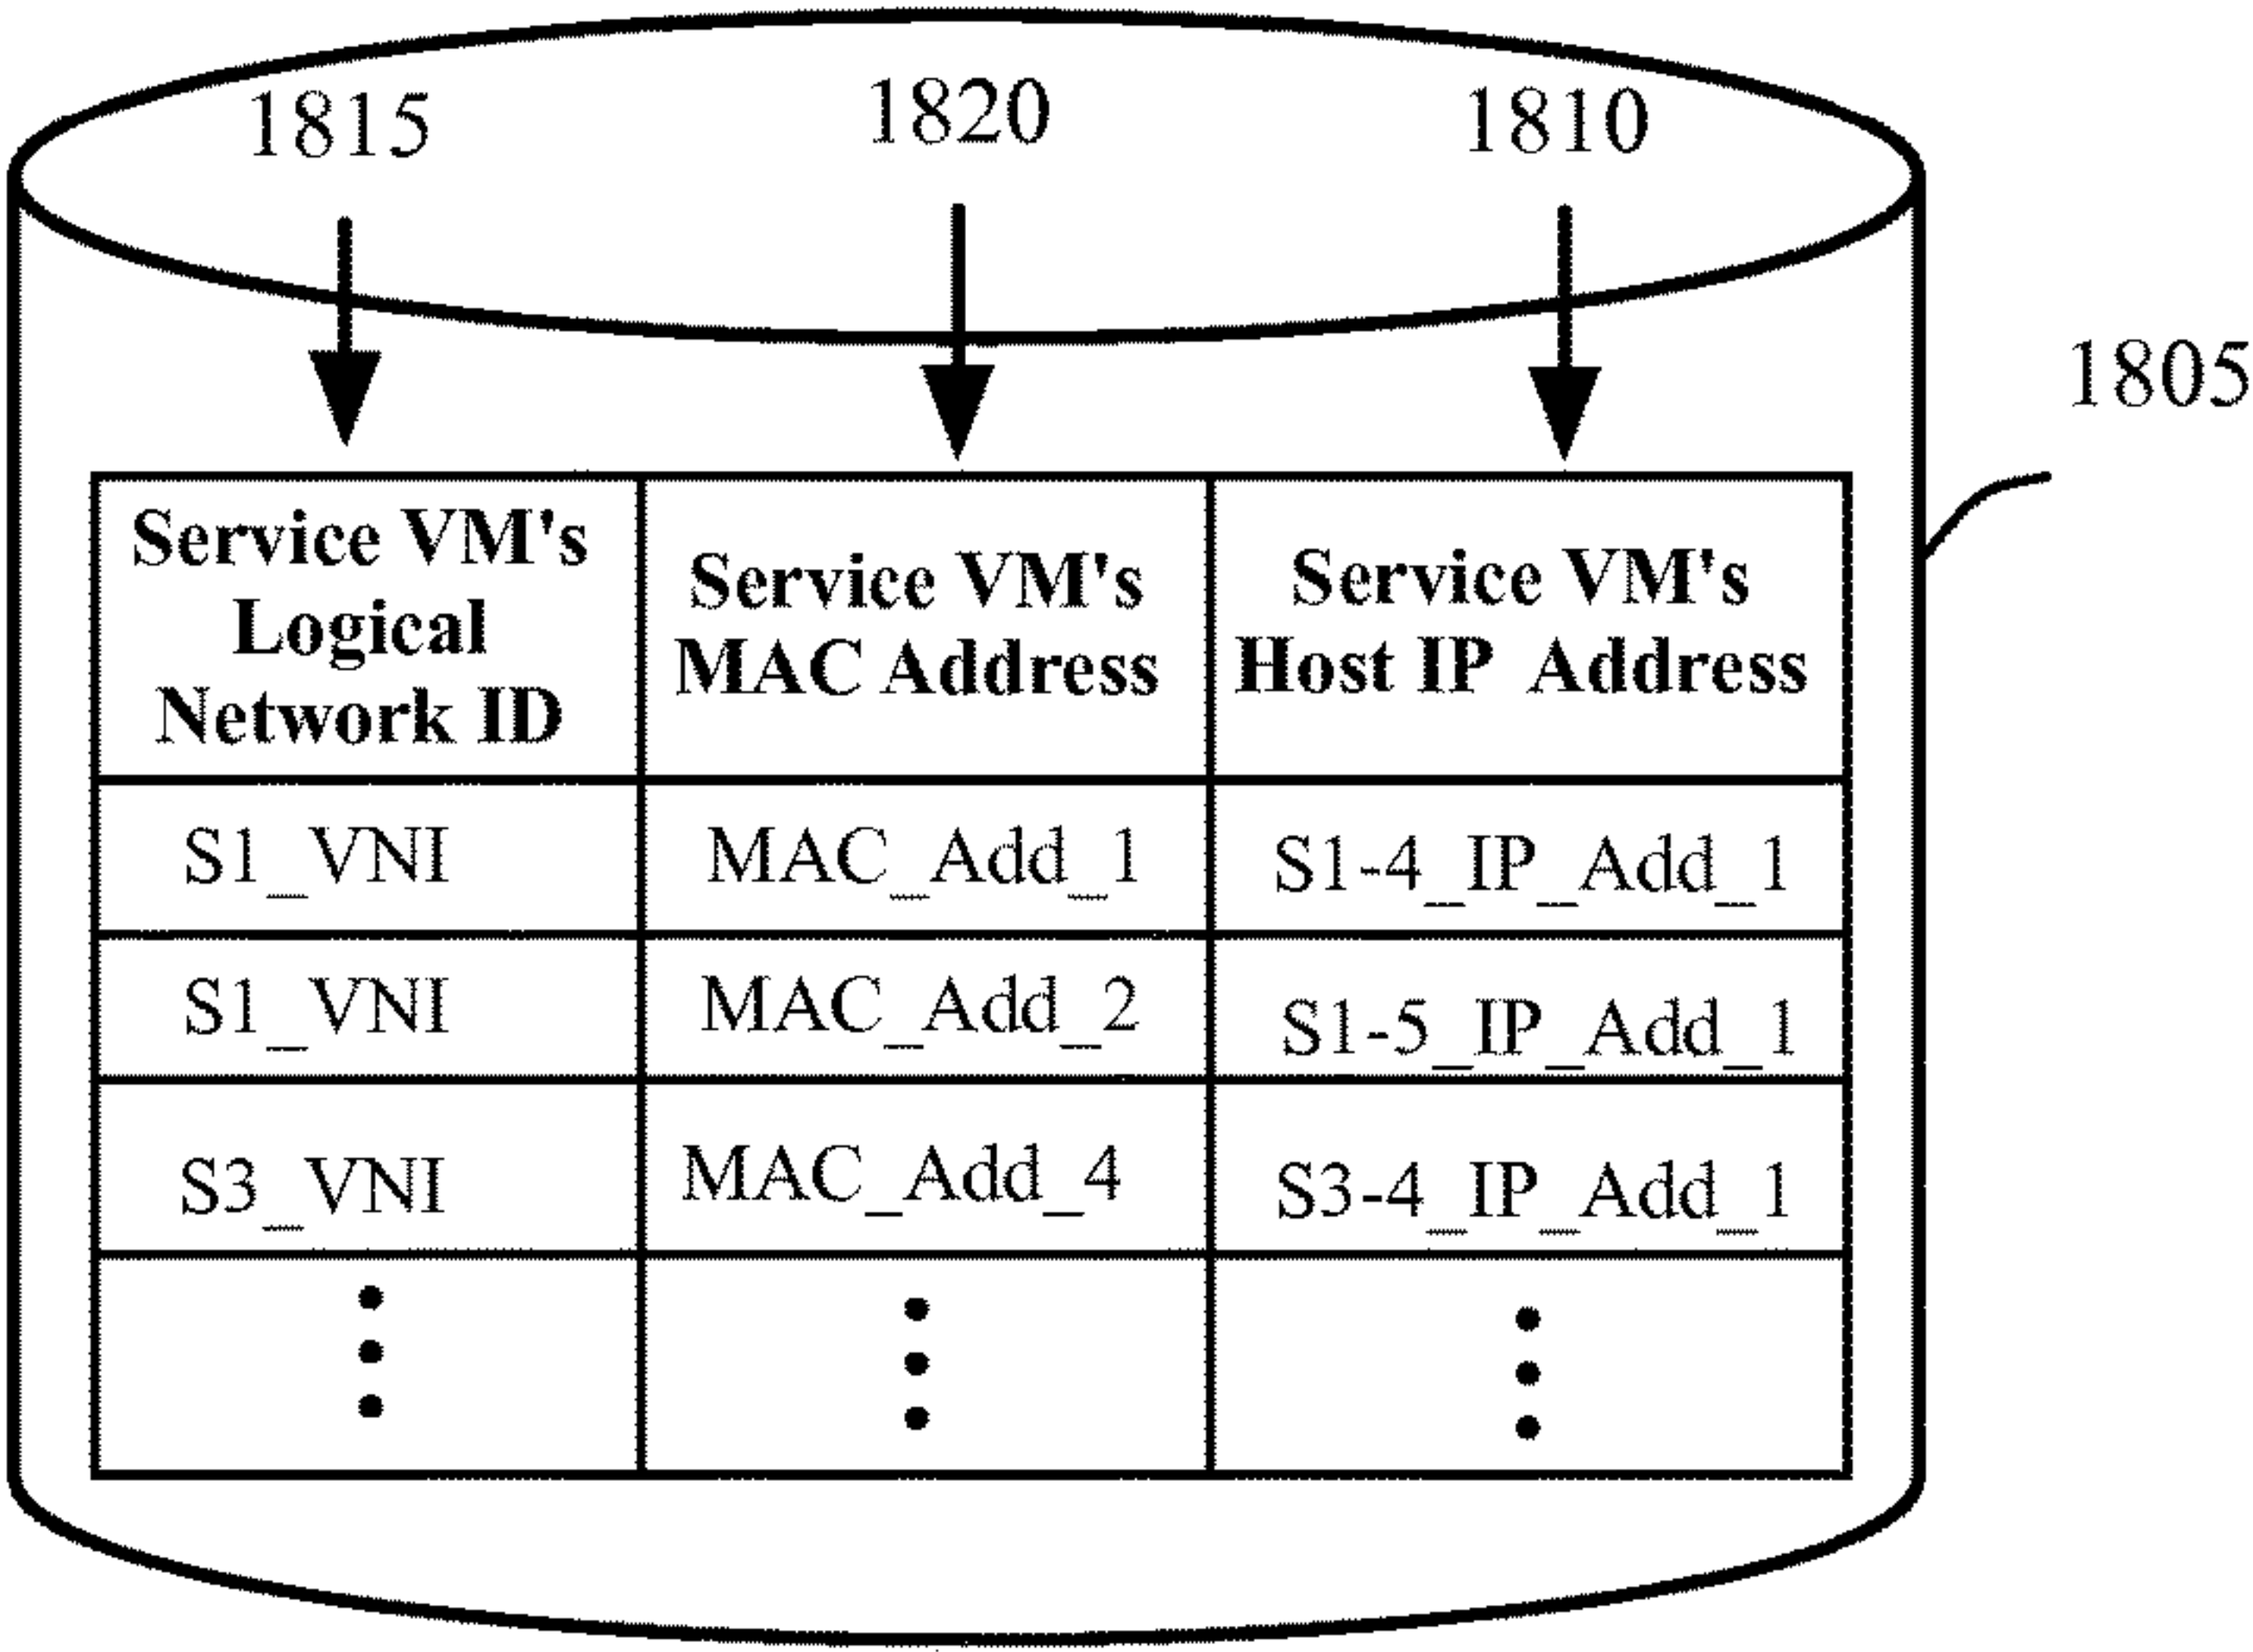 1815
1820
1810
1805
Service VM's
Logical
Network ID
Service VM's
MAC Address
Service VM's
Host IP Address
S1_VNI
MAC_Add_1
S1-4_IP_Add_1
S1_VNI
MAC_Add_2
S1-5_IP_Add_1
S3_VNI
MAC_Add_4
S3-4_IP_Add_1